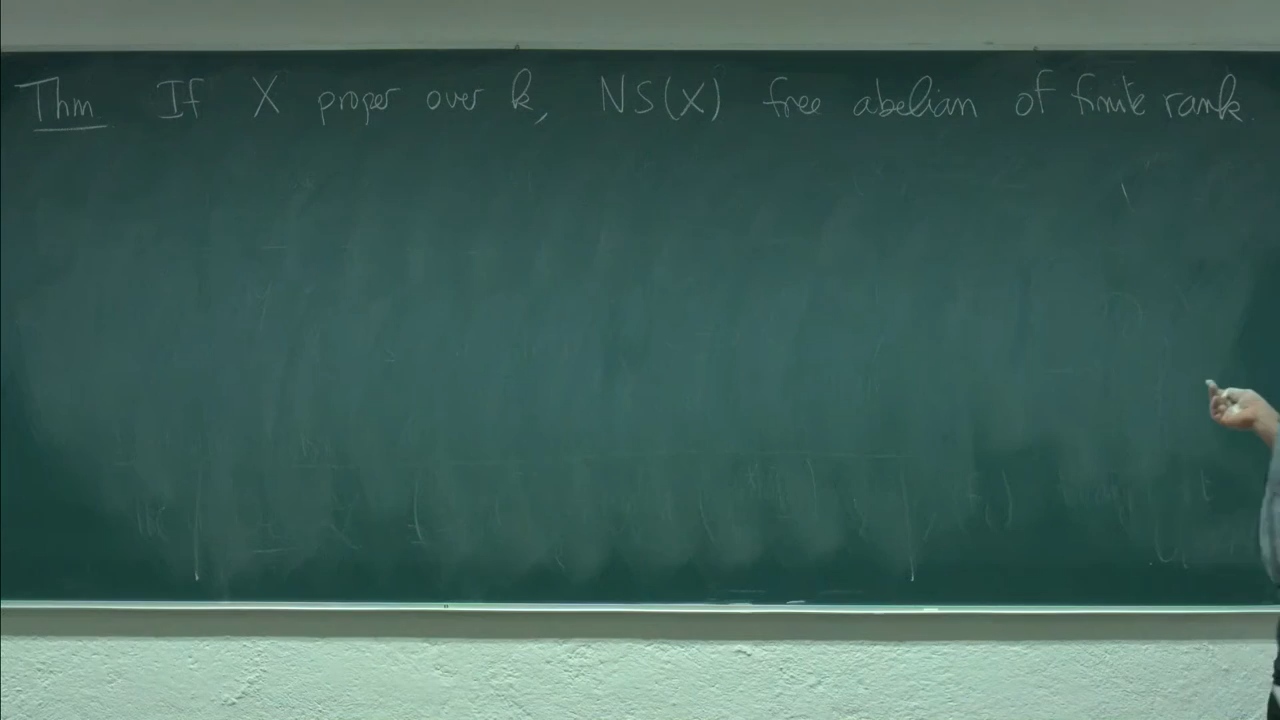 Thm If X proper over k, NS(X) free abelian of finite rank.